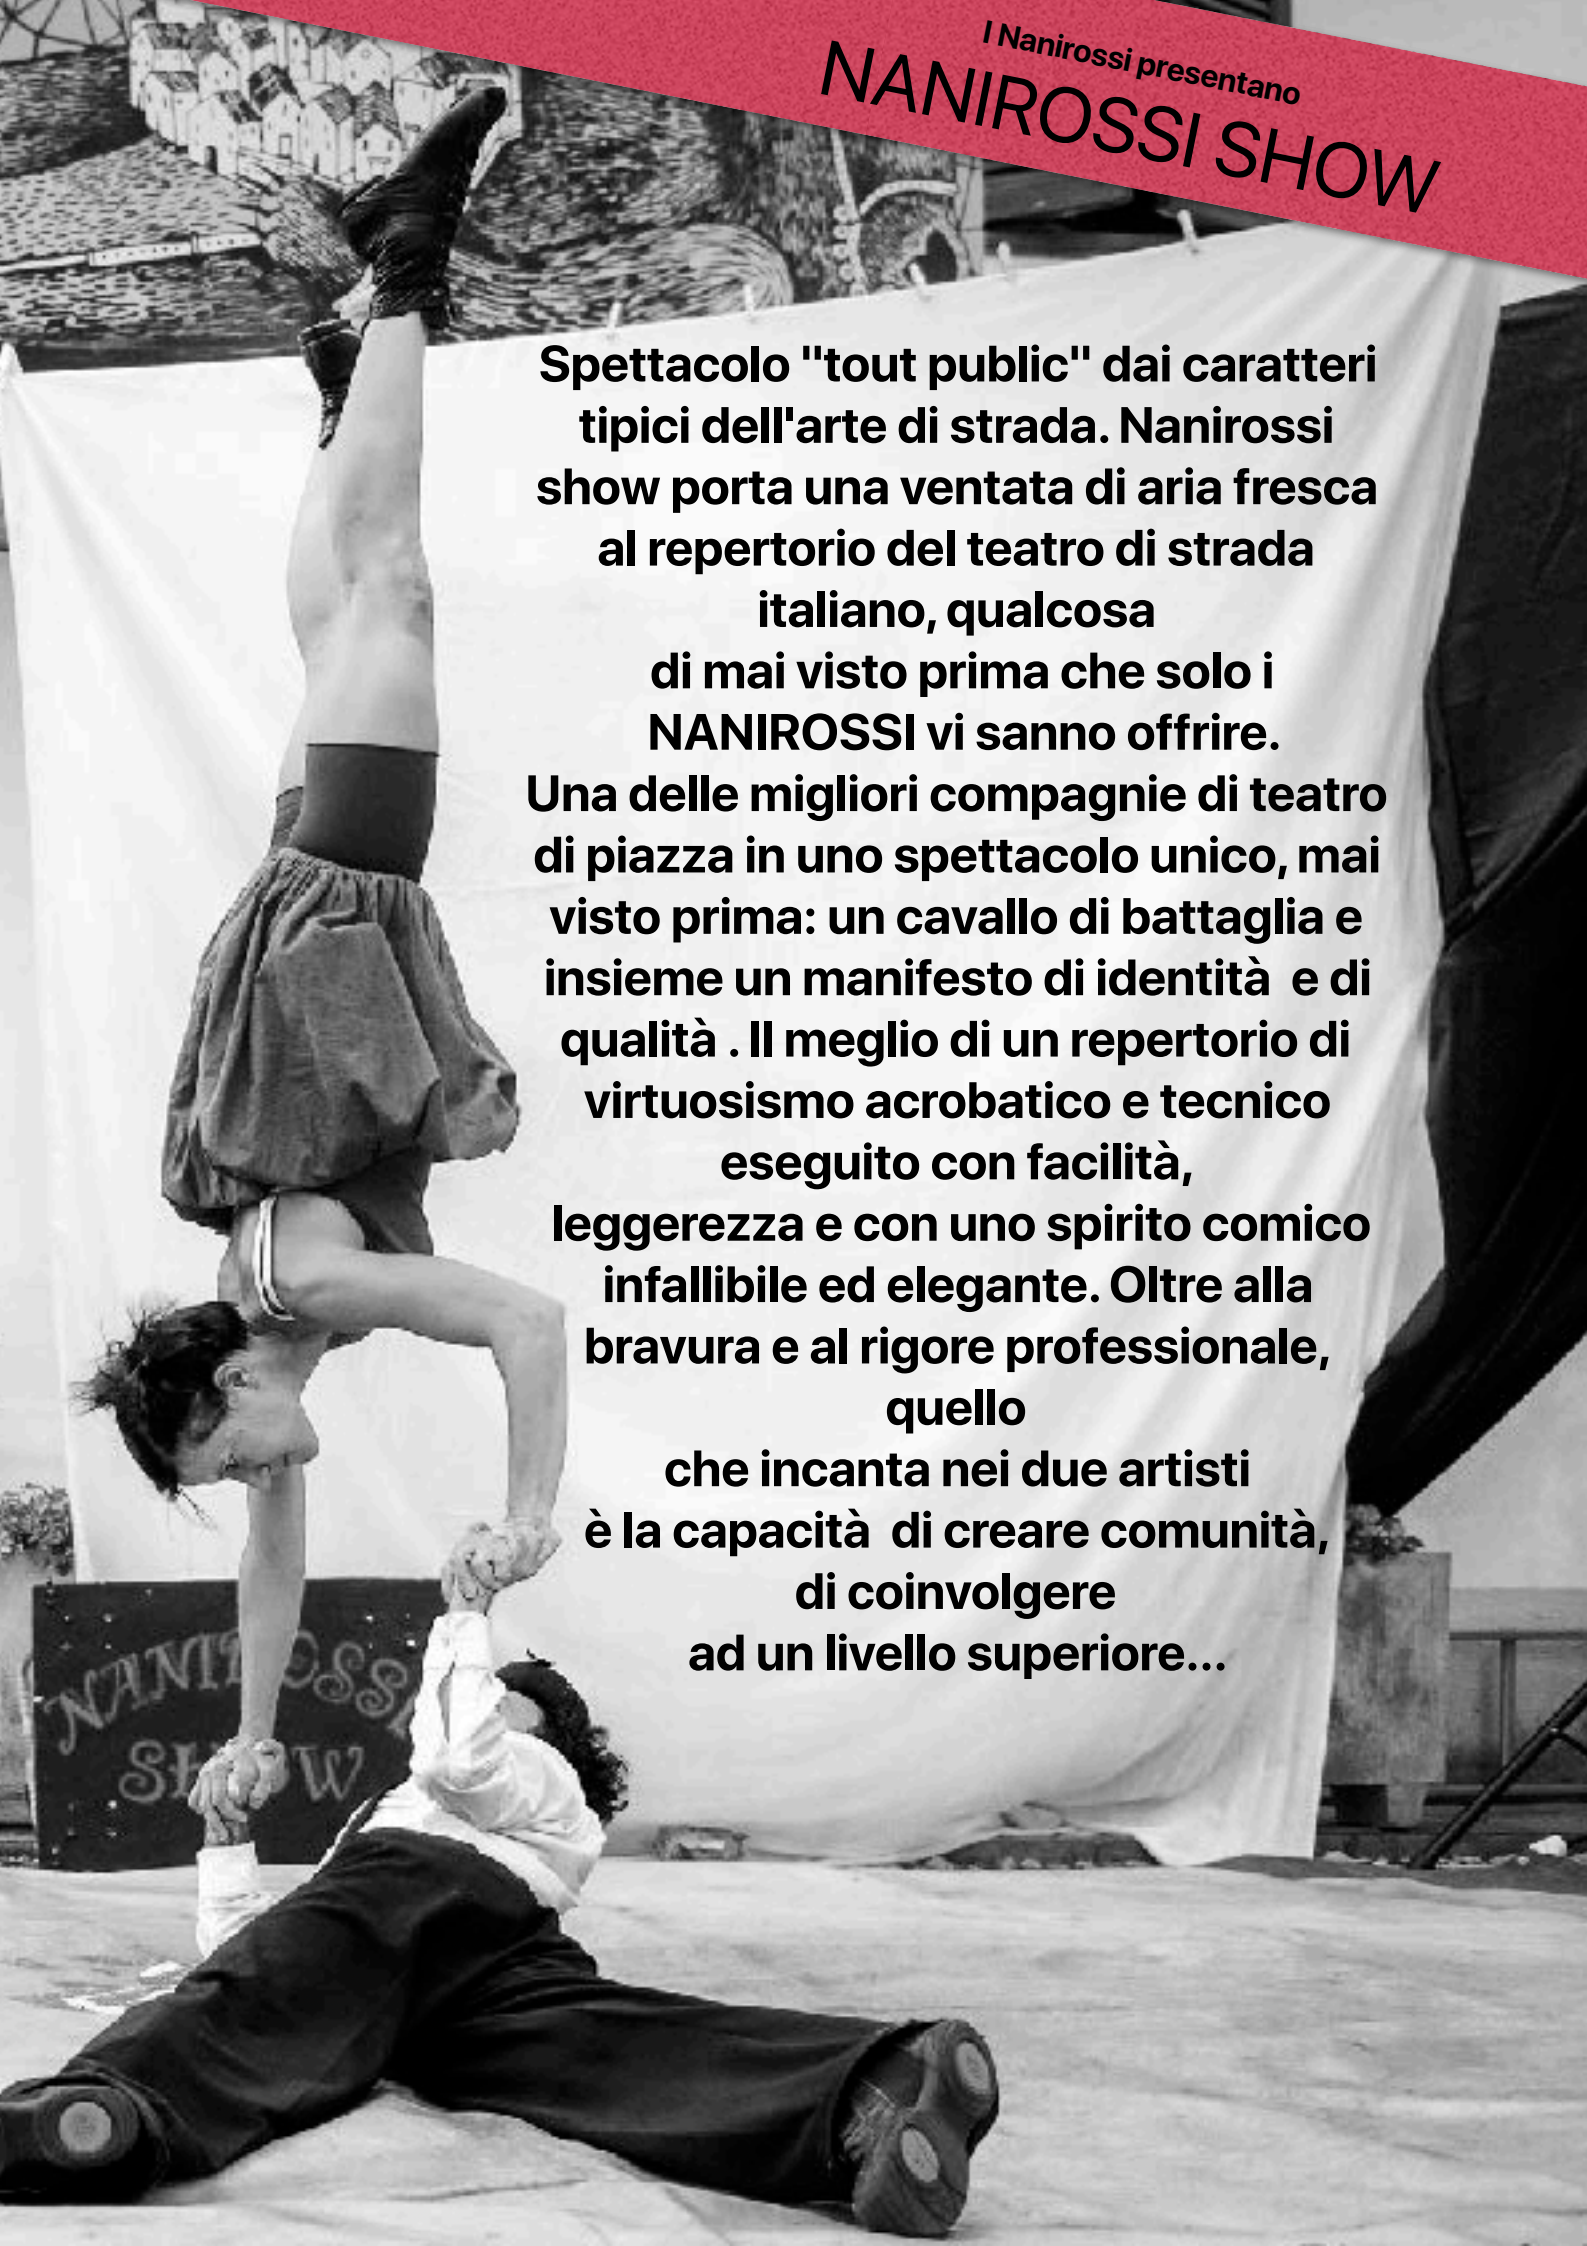 I Nanirossi presentano
NANIROSSI SHOW
Spettacolo "tout public" dai caratteri
tipici dell'arte di strada. Nanirossi
show porta una ventata di aria fresca
al repertorio del teatro di strada
italiano, qualcosa
di mai visto prima che solo i
NANIROSSI vi sanno offrire.
Una delle migliori compagnie di teatro
di piazza in uno spettacolo unico, mai
visto prima: un cavallo di battaglia e
insieme un manifesto di identità  e di
qualità . Il meglio di un repertorio di
virtuosismo acrobatico e tecnico
eseguito con facilità,
leggerezza e con uno spirito comico
infallibile ed elegante. Oltre alla
bravura e al rigore professionale,
quello
che incanta nei due artisti
è la capacità  di creare comunità,
di coinvolgere
ad un livello superiore...
NANIROSSI
SHOW